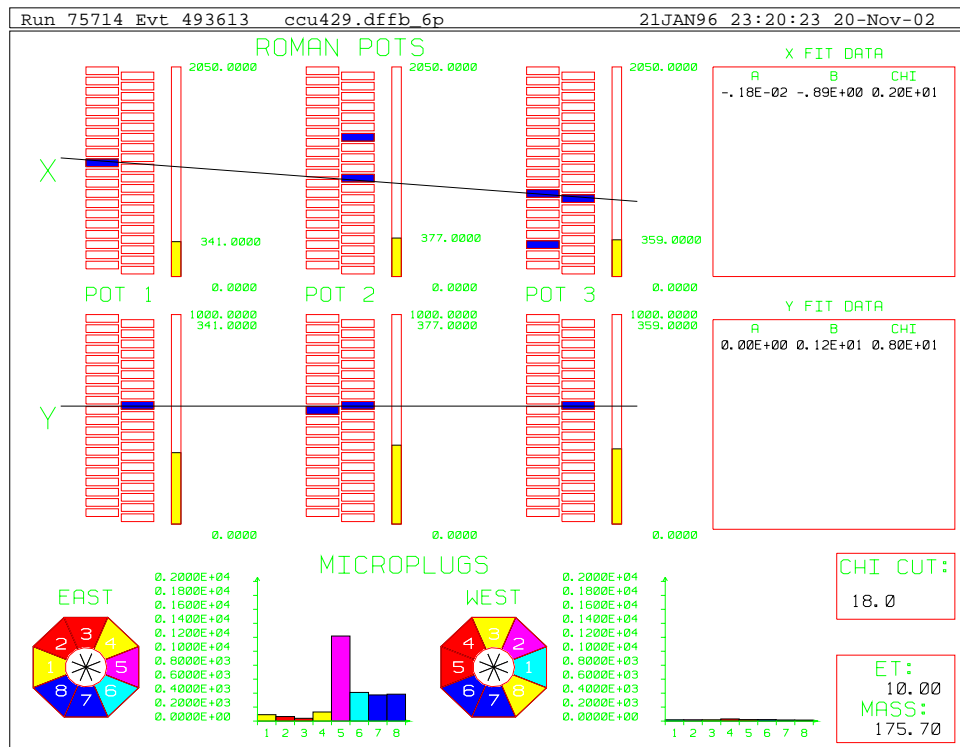 Run 75714 Evt 493613 ccu429.dffb_6p 21JAN96 23:20:23 20-Nov-02
ROMAN POTS
X FIT DATA
2050.0000 2050.0000 2050.0000
A B CHI
-.18E-02 -.89E+00 0.20E+01
X
341.0000 377.0000 359.0000
0.0000 0.0000 0.0000
POT 1 POT 2 POT 3
Y FIT DATA
1000.0000 1000.0000 1000.0000
341.0000 377.0000 359.0000
A B CHI
0.00E+00 0.12E+01 0.80E+01
Y
0.0000 0.0000 0.0000
MICROPLUGS
EAST
1 2 3 4 5 6 7 8
0.2000E+04
0.1800E+04
0.1600E+04
0.1400E+04
0.1200E+04
0.1000E+04
0.8000E+03
0.6000E+03
0.4000E+03
0.2000E+03
0.0000E+00
1 2 3 4 5 6 7 8
WEST
1 2 3 4 5 6 7 8
0.2000E+04
0.1800E+04
0.1600E+04
0.1400E+04
0.1200E+04
0.1000E+04
0.8000E+03
0.6000E+03
0.4000E+03
0.2000E+03
0.0000E+00
1 2 3 4 5 6 7 8
CHI CUT:
18.0
ET:
10.00
MASS:
175.70